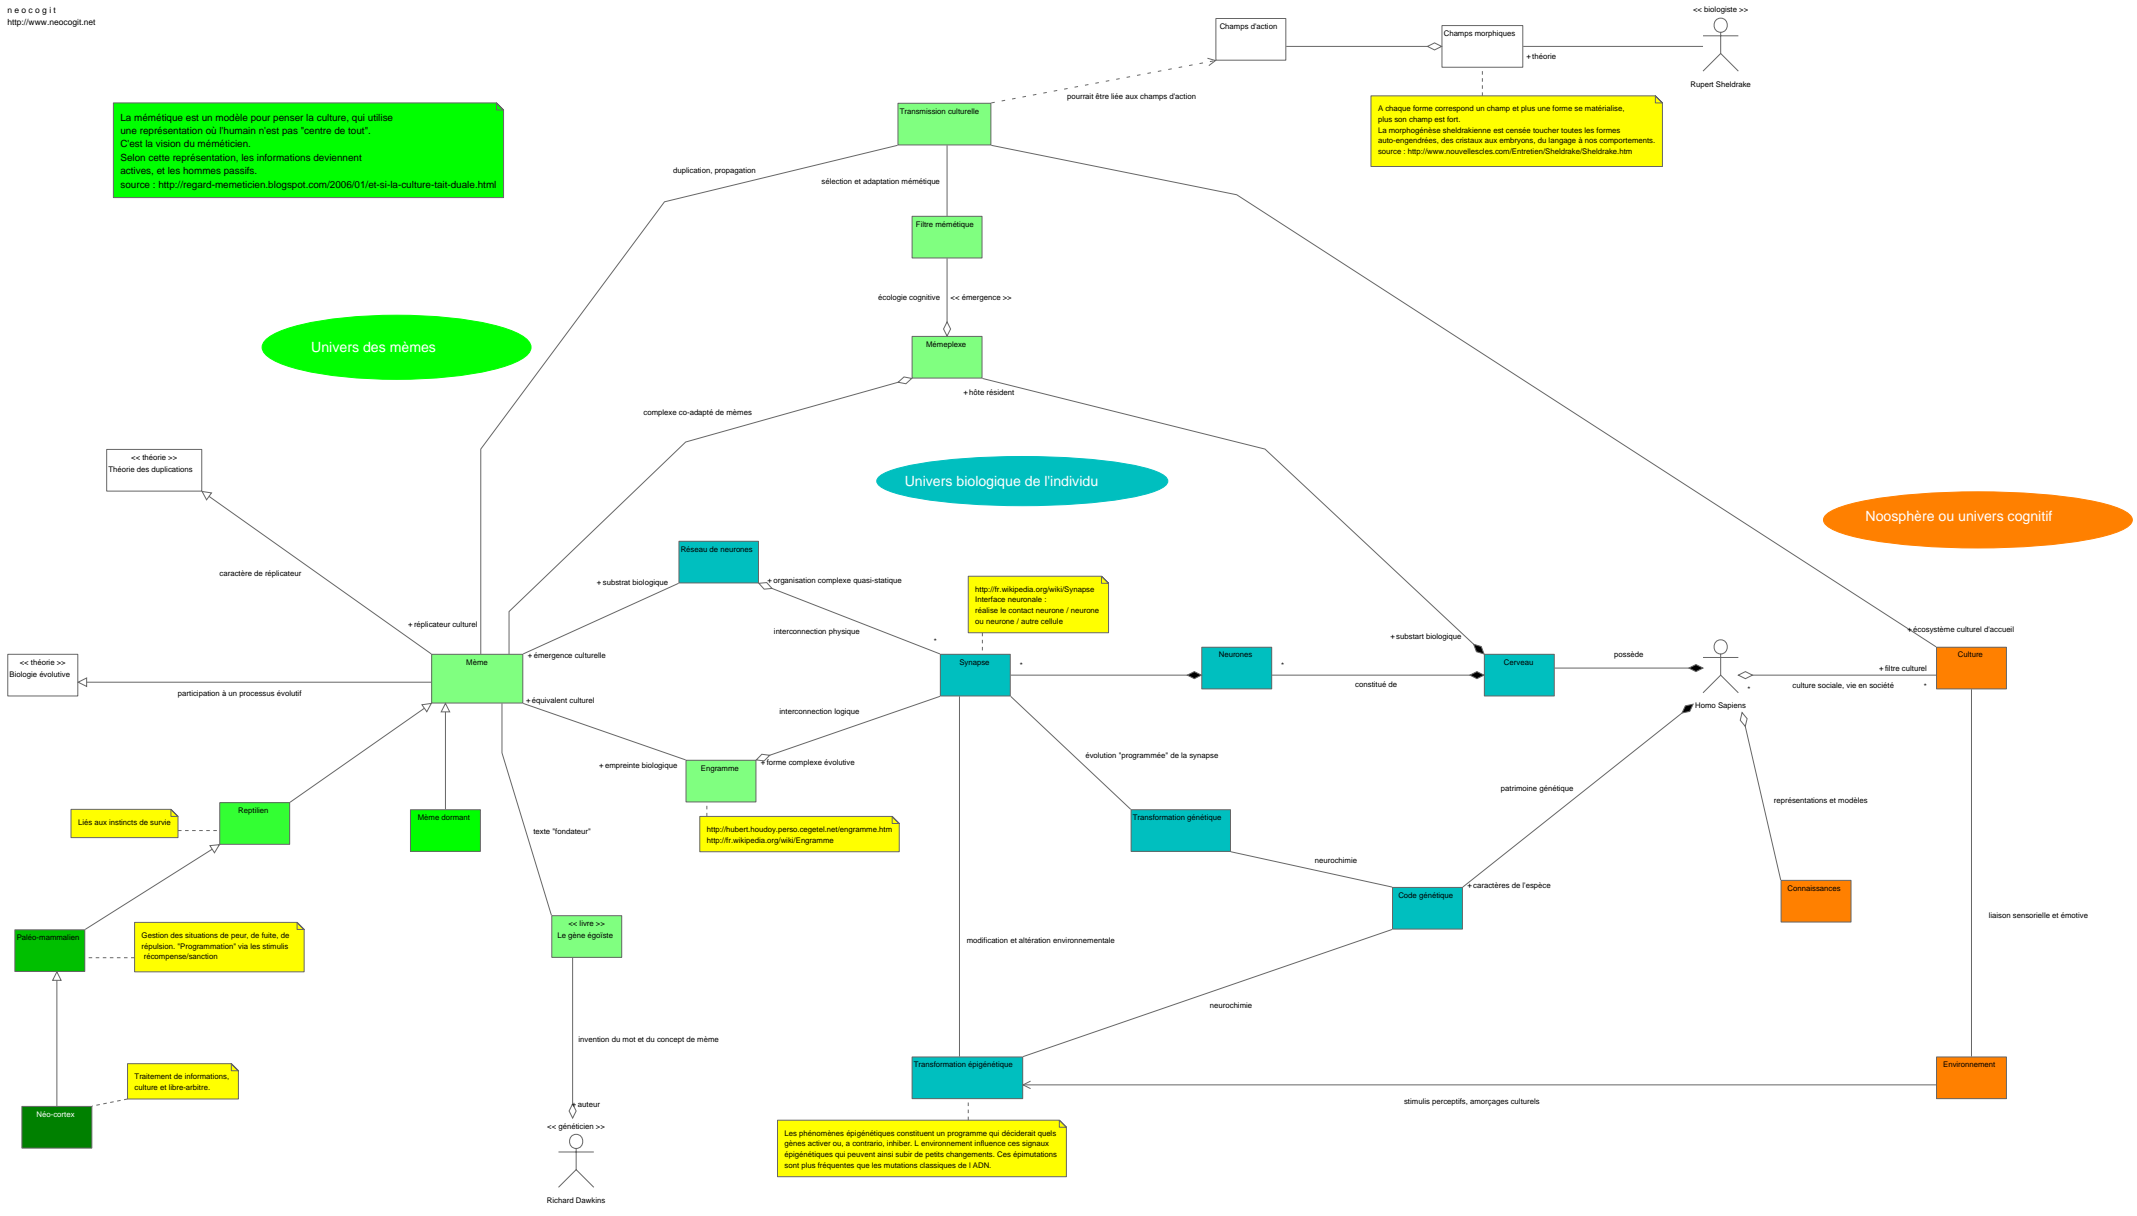 n e o c o g i t
http://www.neocogit.net
<< biologiste >>
Champs d'action
Champs morphiques
+ théorie
Rupert Sheldrake
pourrait être liée aux champs d'action
A chaque forme correspond un champ et plus une forme se matérialise,
plus son champ est fort.
La morphogénèse sheldrakienne est censée toucher toutes les formes
auto-engendrées, des cristaux aux embryons, du langage à nos comportements.
source : http://www.nouvellescles.com/Entretien/Sheldrake/Sheldrake.htm
La mémétique est un modèle pour penser la culture, qui utilise
une représentation où l'humain n'est pas "centre de tout".
C'est la vision du méméticien.
Selon cette représentation, les informations deviennent
actives, et les hommes passifs.
source : http://regard-memeticien.blogspot.com/2006/01/et-si-la-culture-tait-duale.html
Transmission culturelle
duplication, propagation
sélection et adaptation mémétique
Filtre mémétique
écologie cognitive
<< émergence >>
Univers des mèmes
Mémeplexe
+ hôte résident
complexe co-adapté de mèmes
<< théorie >>
Théorie des duplications
Univers biologique de l'individu
Noosphère ou univers cognitif
caractère de réplicateur
Réseau de neurones
+ substrat biologique
+ organisation complexe quasi-statique
http://fr.wikipedia.org/wiki/Synapse
Interface neuronale :
réalise le contact neurone / neurone
ou neurone / autre cellule
+ réplicateur culturel
interconnection physique
*
+ substart biologique
+ écosystème culturel d'accueil
<< théorie >>
Biologie évolutive
Mème
+ émergence culturelle
Synapse
*
Neurones
*
constitué de
Cerveau
possède
+ filtre culturel
Culture
culture sociale, vie en société
*
*
Homo Sapiens
participation à un processus évolutif
+ équivalent culturel
interconnection logique
+ empreinte biologique
Engramme
+ forme complexe évolutive
évolution "programmée" de la synapse
patrimoine génétique
représentations et modèles
Reptilien
Liés aux instincts de survie
Mème dormant
texte "fondateur"
http://hubert.houdoy.perso.cegetel.net/engramme.htm
http://fr.wikipedia.org/wiki/Engramme
Transformation génétique
neurochimie
Code génétique
+ caractères de l'espèce
Connaissances
liaison sensorielle et émotive
<< livre >>
Le gène égoïste
Paléo-mammalien
Gestion des situations de peur, de fuite, de
répulsion. "Programmation" via les stimulis
récompense/sanction
modification et altération environnementale
neurochimie
invention du mot et du concept de mème
Traitement de informations,
culture et libre-arbitre.
Néo-cortex
Transformation épigénétique
Environnement
stimulis perceptifs, amorçages culturels
+ auteur
<< généticien >>
Richard Dawkins
Les phénomènes épigénétiques constituent un programme qui déciderait quels
gènes activer ou, a contrario, inhiber. L environnement influence ces signaux
épigénétiques qui peuvent ainsi subir de petits changements. Ces épimutations
sont plus fréquentes que les mutations classiques de l ADN.